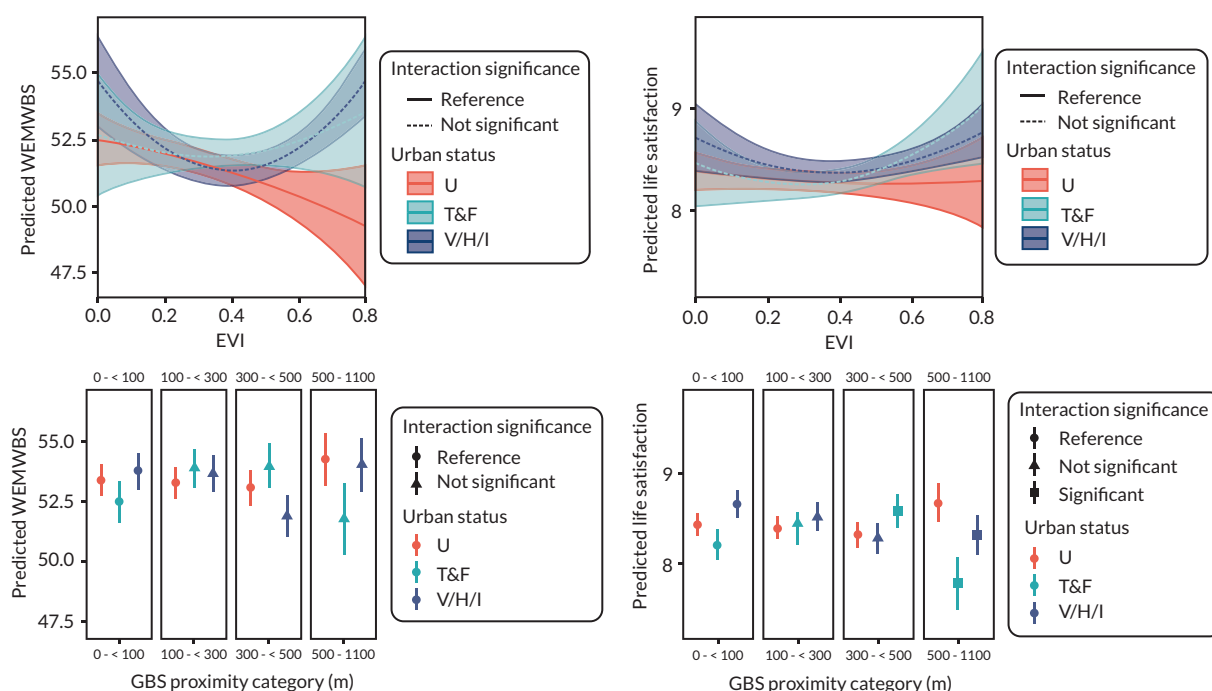 Predicted WEMWBS
55.0
52.5
50.0
47.5
0.0
0.2
0.4
0.6
0.8
EVI
Interaction significance
Reference
Not significant
Urban status
U
T&F
V/H/I
Predicted life satisfaction
9
8
7
0.0
0.2
0.4
0.6
0.8
EVI
Interaction significance
Reference
Not significant
Urban status
U
T&F
V/H/I
Predicted WEMWBS
55.0
52.5
50.0
47.5
0 - < 100
100 - < 300
300 - < 500
500 - 1100
0 - < 100
100 - < 300
300 - < 500
500 - 1100
GBS proximity category (m)
Interaction significance
Reference
Not significant
Urban status
U
T&F
V/H/I
Predicted life satisfaction
9
8
7
0 - < 100
100 - < 300
300 - < 500
500 - 1100
0 - < 100
100 - < 300
300 - < 500
500 - 1100
GBS proximity category (m)
Interaction significance
Reference
Not significant
Significant
Urban status
U
T&F
V/H/I